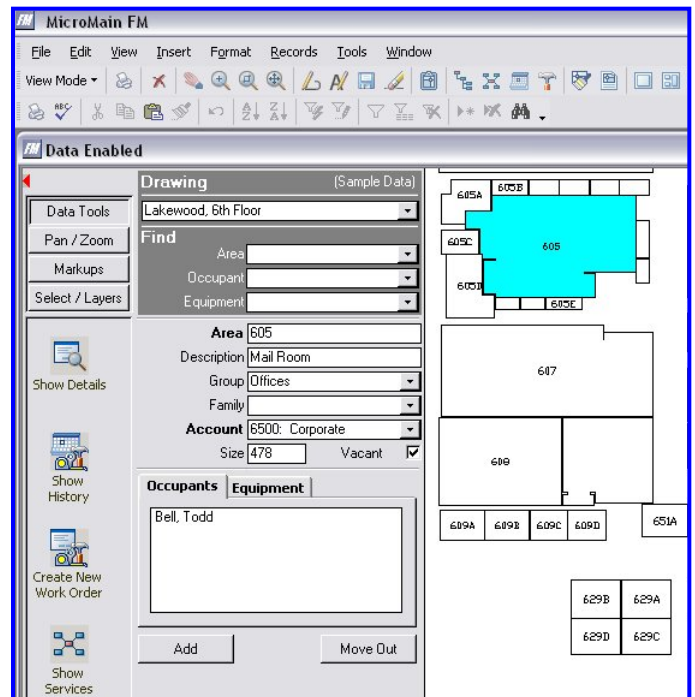 MicroMain FM
File Edit View Insert Format Records Tools Window
View Mode
ABC
Data Enabled
Data Tools
Pan / Zoom
Markups
Select / Layers
Show Details
Show
History
Create New
Work Order
Show
Services
Drawing (Sample Data)
Lakewood, 6th Floor
Find
Area
Occupant
Equipment
Area 605
Description Mail Room
Group Offices
Family
Account 6500: Corporate
Size 478 Vacant
Occupants Equipment
Bell, Todd
Add Move Out
605A 605B
605C 605
605D
605E
607
608
609A 609B 609C 609D 651A
629B 629A
629D 629C